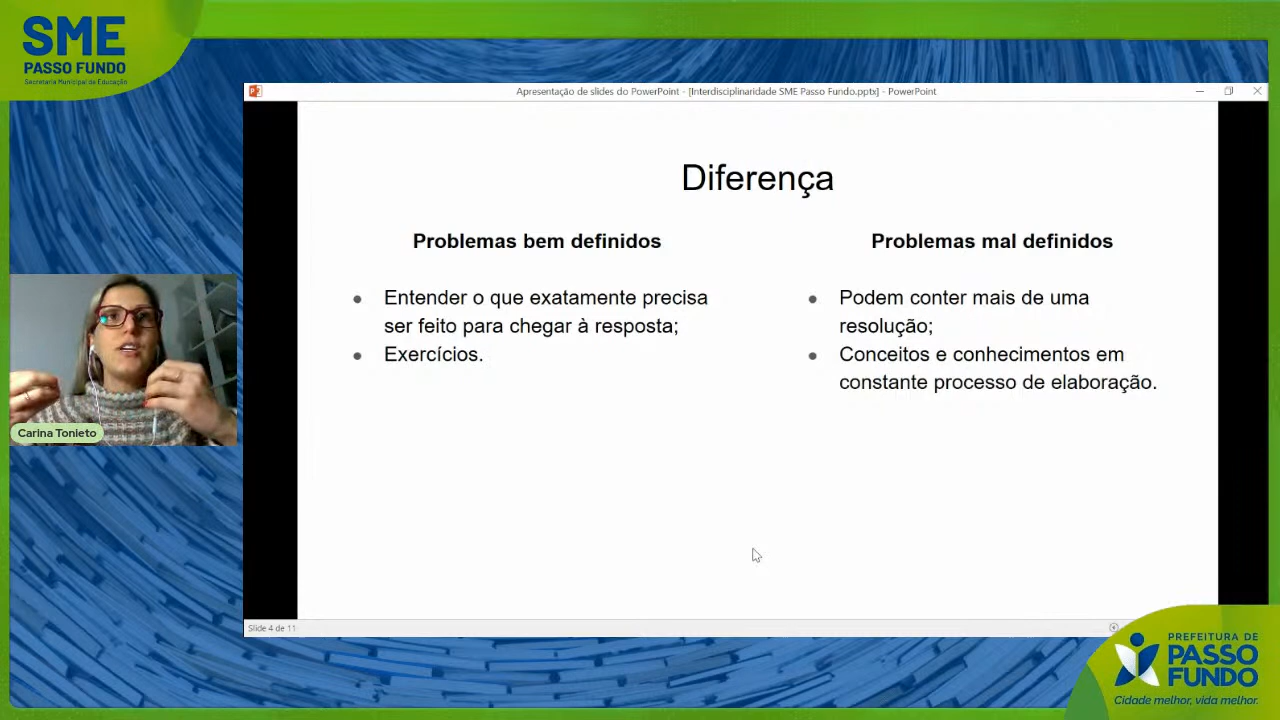 SME
PASSO FUNDO
Secretaria Municipal de Educação
Apresentação de slides do PowerPoint - [Interdisciplinaridade SME Passo Fundo.pptx] - PowerPoint
Diferença
Problemas bem definidos
Entender o que exatamente precisa
ser feito para chegar à resposta;
Exercícios.
Problemas mal definidos
Podem conter mais de uma
resolução;
Conceitos e conhecimentos em
constante processo de elaboração.
Carina Tonieto
Slide 4 de 11
PREFEITURA DE
PASSO
FUNDO
Cidade melhor, vida melhor.